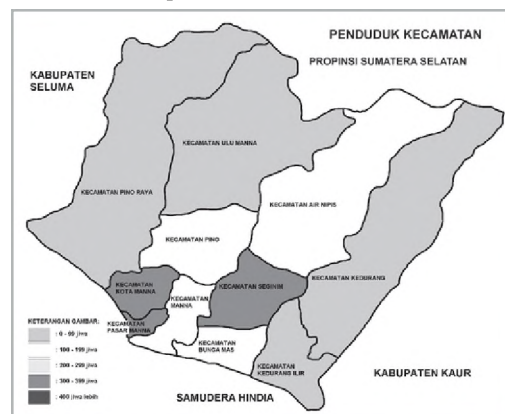 PENDUDUK KECAMATAN
PROPINSI SUMATERA SELATAN
KABUPATEN
SELUMA
KECAMATAN ULU MANNA
KECAMATAN PINO RAYA
KECAMATAN AIR NIPIS
KECAMATAN PINO
KECAMATAN KEDURANG
KECAMATAN
KOTA MANNA
KECAMATAN SEGINIM
KECAMATAN
MANNA
KECAMATAN
PASAR MANNA
KECAMATAN
BUNGA MAS
KECAMATAN
KEDURANG ILIR
KETERANGAN GAMBAR:
: 0 - 99 jiwa
: 100 - 199 jiwa
: 200 - 299 jiwa
: 300 - 399 jiwa
: 400 jiwa lebih
KABUPATEN KAUR
SAMUDERA HINDIA